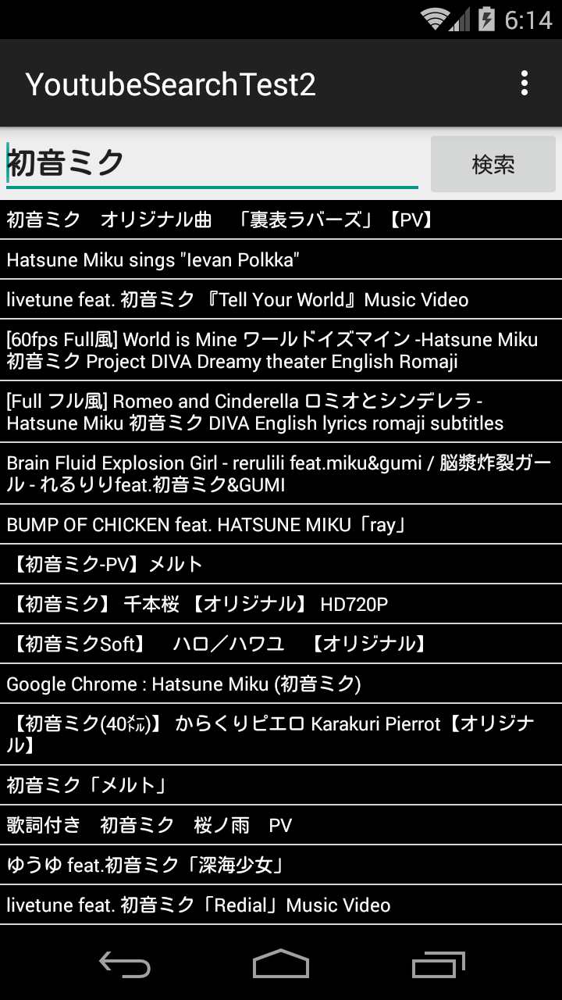 6:14
YoutubeSearchTest2
初音ミク
検索
初音ミク　オリジナル曲　「裏表ラバーズ」【PV】
Hatsune Miku sings "Ievan Polkka"
livetune feat. 初音ミク 『Tell Your World』Music Video
[60fps Full風] World is Mine ワールドイズマイン -Hatsune Miku
初音ミク Project DIVA Dreamy theater English Romaji
[Full フル風] Romeo and Cinderella ロミオとシンデレラ -
Hatsune Miku 初音ミク DIVA English lyrics romaji subtitles
Brain Fluid Explosion Girl - rerulili feat.miku&gumi / 脳漿炸裂ガー
ル - れるりりfeat.初音ミク&GUMI
BUMP OF CHICKEN feat. HATSUNE MIKU「ray」
【初音ミク-PV】メルト
【初音ミク】 千本桜 【オリジナル】 HD720P
【初音ミクSoft】　ハロ／ハワユ　【オリジナル】
Google Chrome : Hatsune Miku (初音ミク)
【初音ミク(40㍍)】 からくりピエロ Karakuri Pierrot【オリジナ
ル】
初音ミク「メルト」
歌詞付き　初音ミク　桜ノ雨　PV
ゆうゆ feat.初音ミク「深海少女」
livetune feat. 初音ミク「Redial」Music Video